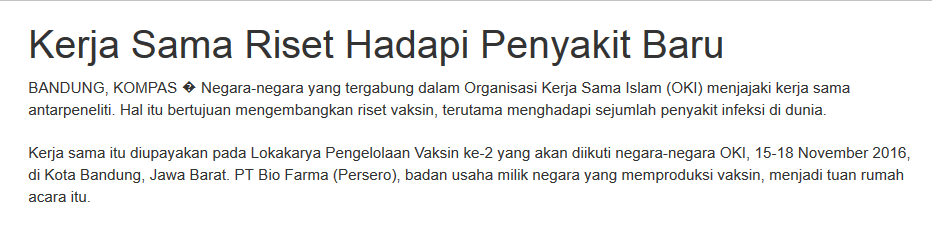 Kerja Sama Riset Hadapi Penyakit Baru
BANDUNG, KOMPAS � Negara-negara yang tergabung dalam Organisasi Kerja Sama Islam (OKI) menjajaki kerja sama
antarpeneliti. Hal itu bertujuan mengembangkan riset vaksin, terutama menghadapi sejumlah penyakit infeksi di dunia.
Kerja sama itu diupayakan pada Lokakarya Pengelolaan Vaksin ke-2 yang akan diikuti negara-negara OKI, 15-18 November 2016,
di Kota Bandung, Jawa Barat. PT Bio Farma (Persero), badan usaha milik negara yang memproduksi vaksin, menjadi tuan rumah
acara itu.